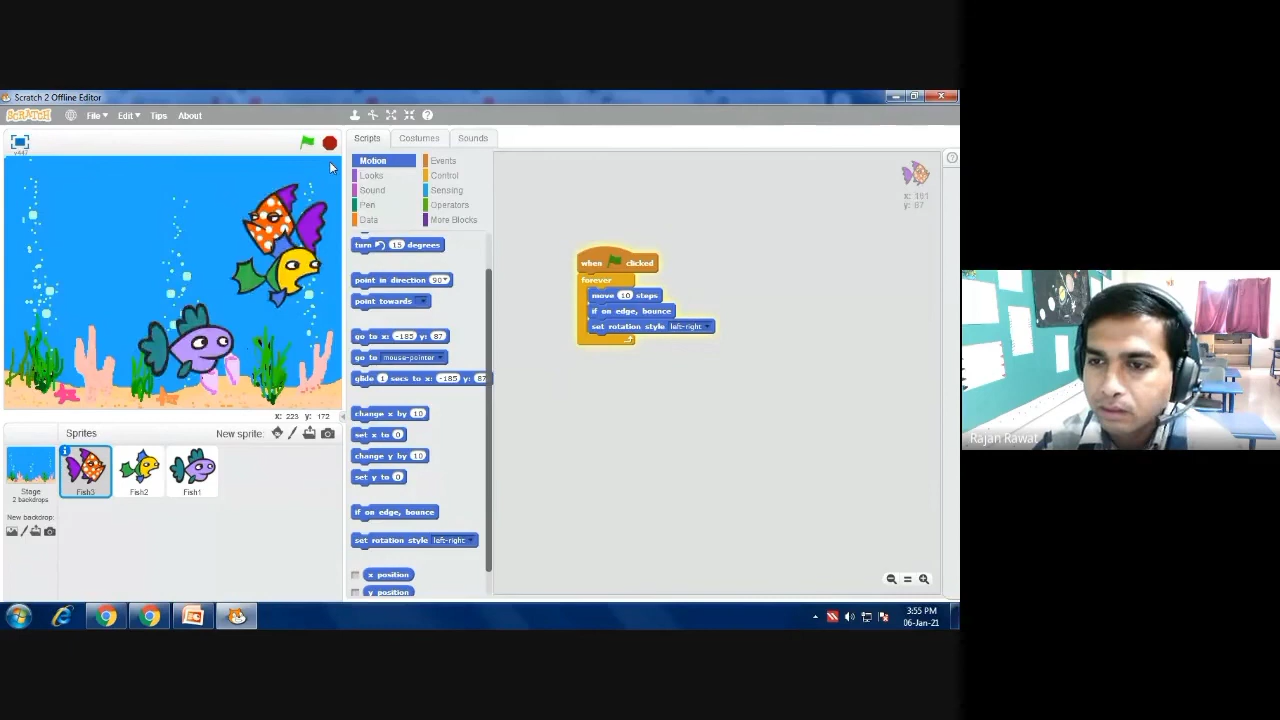 Scratch 2 Offline Editor
SCRATCH File Edit Tips About
v447
Scripts Costumes Sounds
Motion Events
Looks Control
Sound Sensing
Pen Operators
Data More Blocks
turn 15 degrees
point in direction 90
point towards
go to x: -185 y: 87
go to mouse-pointer
glide 1 secs to x: -185 y: 87
change x by 10
set x to 0
change y by 10
set y to 0
if on edge, bounce
set rotation style left-right
x position
y position
when clicked
forever
move 10 steps
if on edge, bounce
set rotation style left-right
x: 161
y: 87
x: 223 y: 172
Sprites New sprite:
Stage
2 backdrops
New backdrop:
Fish3 Fish2 Fish1
3:55 PM
06-Jan-21
Rajan Rawat